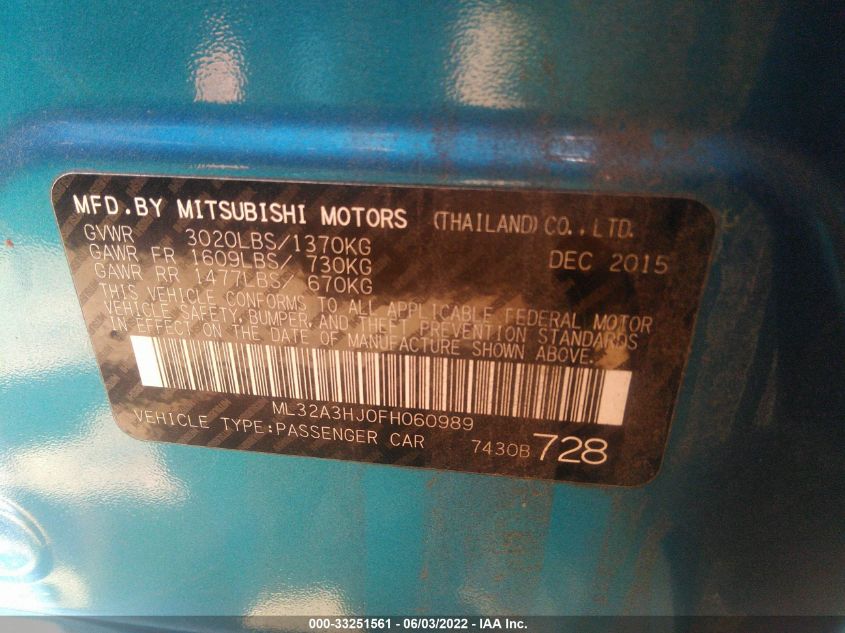 MFD.BY MITSUBISHI MOTORS (THAILAND) CO., LTD.
GVWR 3020LBS/1370KG DEC 2015
GAWR FR 1609LBS/ 730KG
GAWR RR 1477LBS/ 670KG
THIS VEHICLE CONFORMS TO ALL APPLICABLE FEDERAL MOTOR
VEHICLE SAFETY, BUMPER, AND THEFT PREVENTION STANDARDS
IN EFFECT ON THE DATE OF MANUFACTURE SHOWN ABOVE.
ML32A3HJ0FH060989
VEHICLE TYPE:PASSENGER CAR 7430B 728
000-33251561 - 06/03/2022 - IAA Inc.